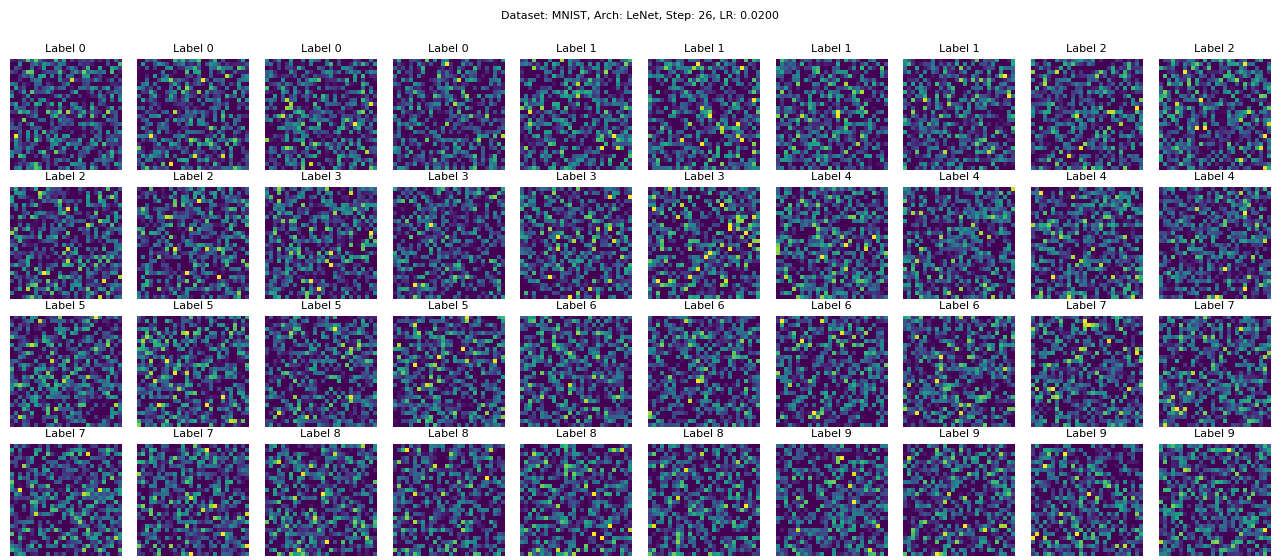 Dataset: MNIST, Arch: LeNet, Step: 26, LR: 0.0200
Label 0 Label 0 Label 0 Label 0 Label 1 Label 1 Label 1 Label 1 Label 2 Label 2
Label 2 Label 2 Label 3 Label 3 Label 3 Label 3 Label 4 Label 4 Label 4 Label 4
Label 5 Label 5 Label 5 Label 5 Label 6 Label 6 Label 6 Label 6 Label 7 Label 7
Label 7 Label 7 Label 8 Label 8 Label 8 Label 8 Label 9 Label 9 Label 9 Label 9